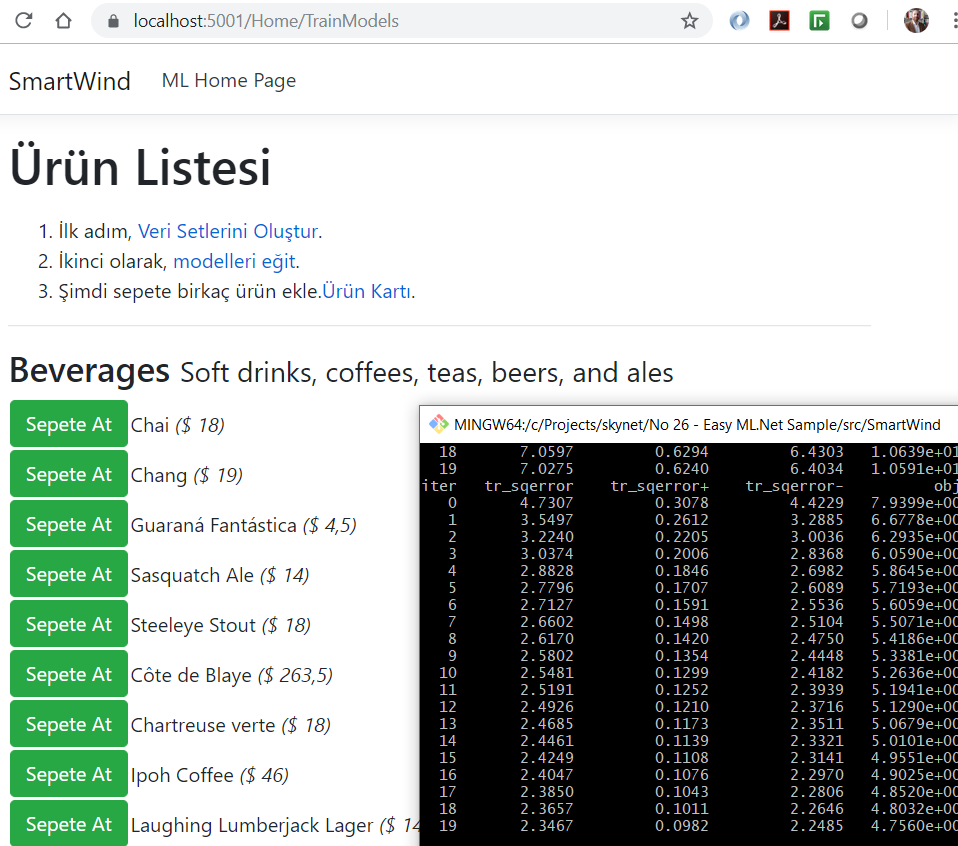 localhost:5001/Home/TrainModels
SmartWind ML Home Page
Ürün Listesi
1. İlk adım, Veri Setlerini Oluştur.
2. İkinci olarak, modelleri eğit.
3. Şimdi sepete birkaç ürün ekle.Ürün Kartı.
Beverages Soft drinks, coffees, teas, beers, and ales
Sepete At Chai ($ 18)
Sepete At Chang ($ 19)
Sepete At Guaraná Fantástica ($ 4,5)
Sepete At Sasquatch Ale ($ 14)
Sepete At Steeleye Stout ($ 18)
Sepete At Côte de Blaye ($ 263,5)
Sepete At Chartreuse verte ($ 18)
Sepete At Ipoh Coffee ($ 46)
Sepete At Laughing Lumberjack Lager ($ 14
MINGW64:/c/Projects/skynet/No 26 - Easy ML.Net Sample/src/SmartWind
18 7.0597 0.6294 6.4303 1.0639e+01
19 7.0275 0.6240 6.4034 1.0591e+01
iter tr_sqerror tr_sqerror+ tr_sqerror- obj
0 4.7307 0.3078 4.4229 7.9399e+00
1 3.5497 0.2612 3.2885 6.6778e+00
2 3.2240 0.2205 3.0036 6.2935e+00
3 3.0374 0.2006 2.8368 6.0590e+00
4 2.8828 0.1846 2.6982 5.8645e+00
5 2.7796 0.1707 2.6089 5.7193e+00
6 2.7127 0.1591 2.5536 5.6059e+00
7 2.6602 0.1498 2.5104 5.5071e+00
8 2.6170 0.1420 2.4750 5.4186e+00
9 2.5802 0.1354 2.4448 5.3381e+00
10 2.5481 0.1299 2.4182 5.2636e+00
11 2.5191 0.1252 2.3939 5.1941e+00
12 2.4926 0.1210 2.3716 5.1290e+00
13 2.4685 0.1173 2.3511 5.0679e+00
14 2.4461 0.1139 2.3321 5.0101e+00
15 2.4249 0.1108 2.3141 4.9551e+00
16 2.4047 0.1076 2.2970 4.9025e+00
17 2.3850 0.1043 2.2806 4.8520e+00
18 2.3657 0.1011 2.2646 4.8032e+00
19 2.3467 0.0982 2.2485 4.7560e+00